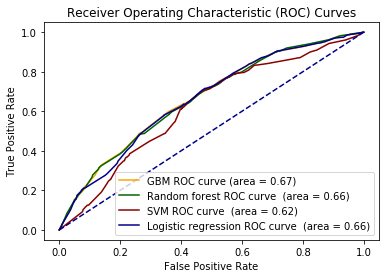 Receiver Operating Characteristic (ROC) Curves
True Positive Rate
1.0
0.8
0.6
0.4
0.2
0.0
GBM ROC curve (area = 0.67)
Random forest ROC curve  (area = 0.66)
SVM ROC curve  (area = 0.62)
Logistic regression ROC curve  (area = 0.66)
0.0 0.2 0.4 0.6 0.8 1.0
False Positive Rate